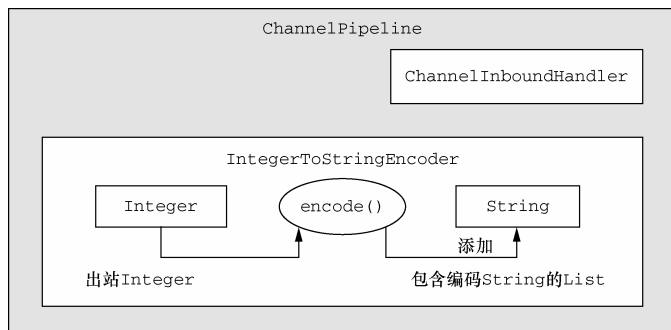 ChannelPipeline
ChannelInboundHandler
IntegerToStringEncoder
Integer
encode()
String
添加
出站Integer
包含编码String的List